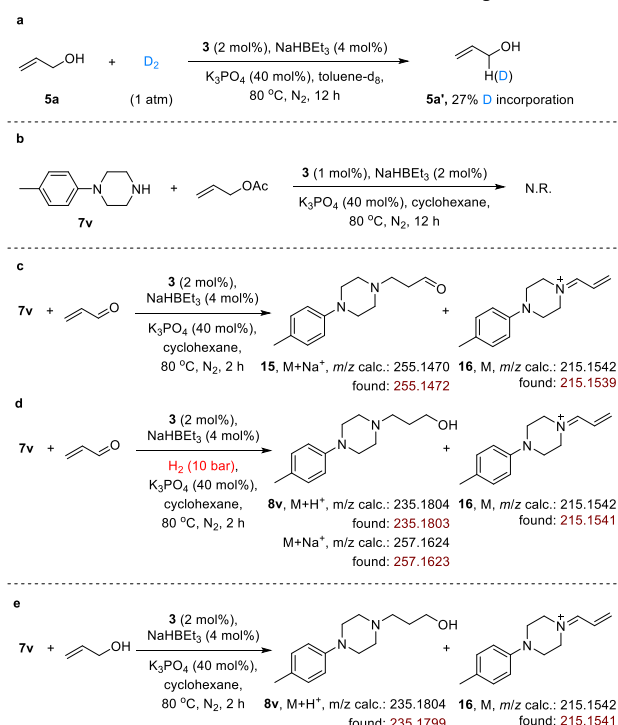 a
OH
+
D2
3 (2 mol%), NaHBEt3 (4 mol%)
K3PO4 (40 mol%), toluene-d8,
80 oC, N2, 12 h
OH
H(D)
5a
(1 atm)
5a', 27% D incorporation
b
N
NH
+
OAc
3 (1 mol%), NaHBEt3 (2 mol%)
K3PO4 (40 mol%), cyclohexane,
80 oC, N2, 12 h
N.R.
7v
c
7v + O
3 (2 mol%),
NaHBEt3 (4 mol%)
K3PO4 (40 mol%),
cyclohexane,
80 oC, N2, 2 h
N
N
O
+
N+
N
15, M+Na+, m/z calc.: 255.1470
found: 255.1472
16, M, m/z calc.: 215.1542
found: 215.1539
d
7v + O
3 (2 mol%),
NaHBEt3 (4 mol%)
H2 (10 bar),
K3PO4 (40 mol%),
cyclohexane,
80 oC, N2, 2 h
N
N
OH
+
N+
N
8v, M+H+, m/z calc.: 235.1804
found: 235.1803
M+Na+, m/z calc.: 257.1624
found: 257.1623
16, M, m/z calc.: 215.1542
found: 215.1541
e
7v + OH
3 (2 mol%),
NaHBEt3 (4 mol%)
K3PO4 (40 mol%),
cyclohexane,
80 oC, N2, 2 h
N
N
OH
+
N+
N
8v, M+H+, m/z calc.: 235.1804
found: 235.1799
16, M, m/z calc.: 215.1542
found: 215.1541